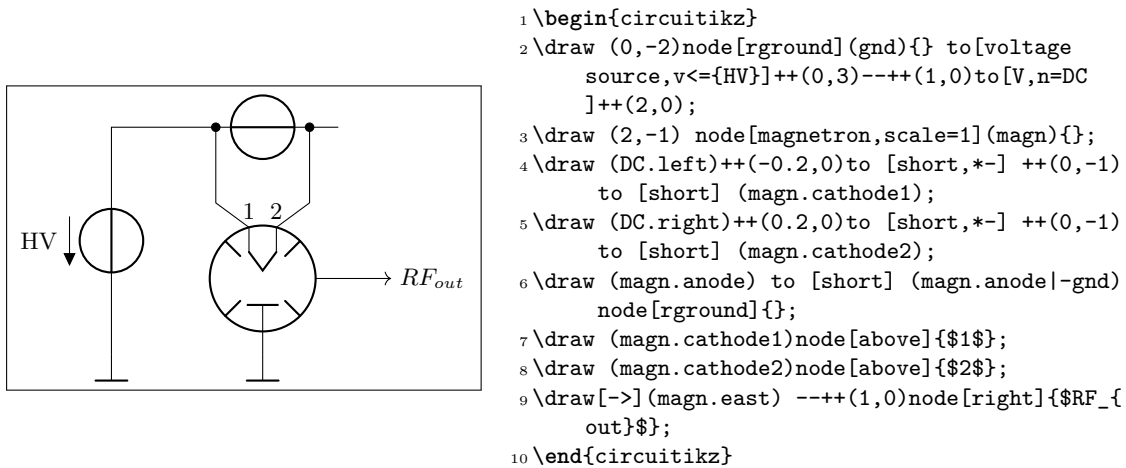 HV
1 2
RF_{out}
1 \begin{circuitikz}
2 \draw (0,-2)node[rground](gnd){} to[voltage
source,v<={HV}]++(0,3)--++(1,0)to[V,n=DC
]++(2,0);
3 \draw (2,-1) node[magnetron,scale=1](magn){};
4 \draw (DC.left)++(-0.2,0)to [short,*-] ++(0,-1)
to [short] (magn.cathode1);
5 \draw (DC.right)++(0.2,0)to [short,*-] ++(0,-1)
to [short] (magn.cathode2);
6 \draw (magn.anode) to [short] (magn.anode|-gnd)
node[rground]{};
7 \draw (magn.cathode1)node[above]{$1$};
8 \draw (magn.cathode2)node[above]{$2$};
9 \draw[->](magn.east) --++(1,0)node[right]{$RF_{
out}$};
10 \end{circuitikz}